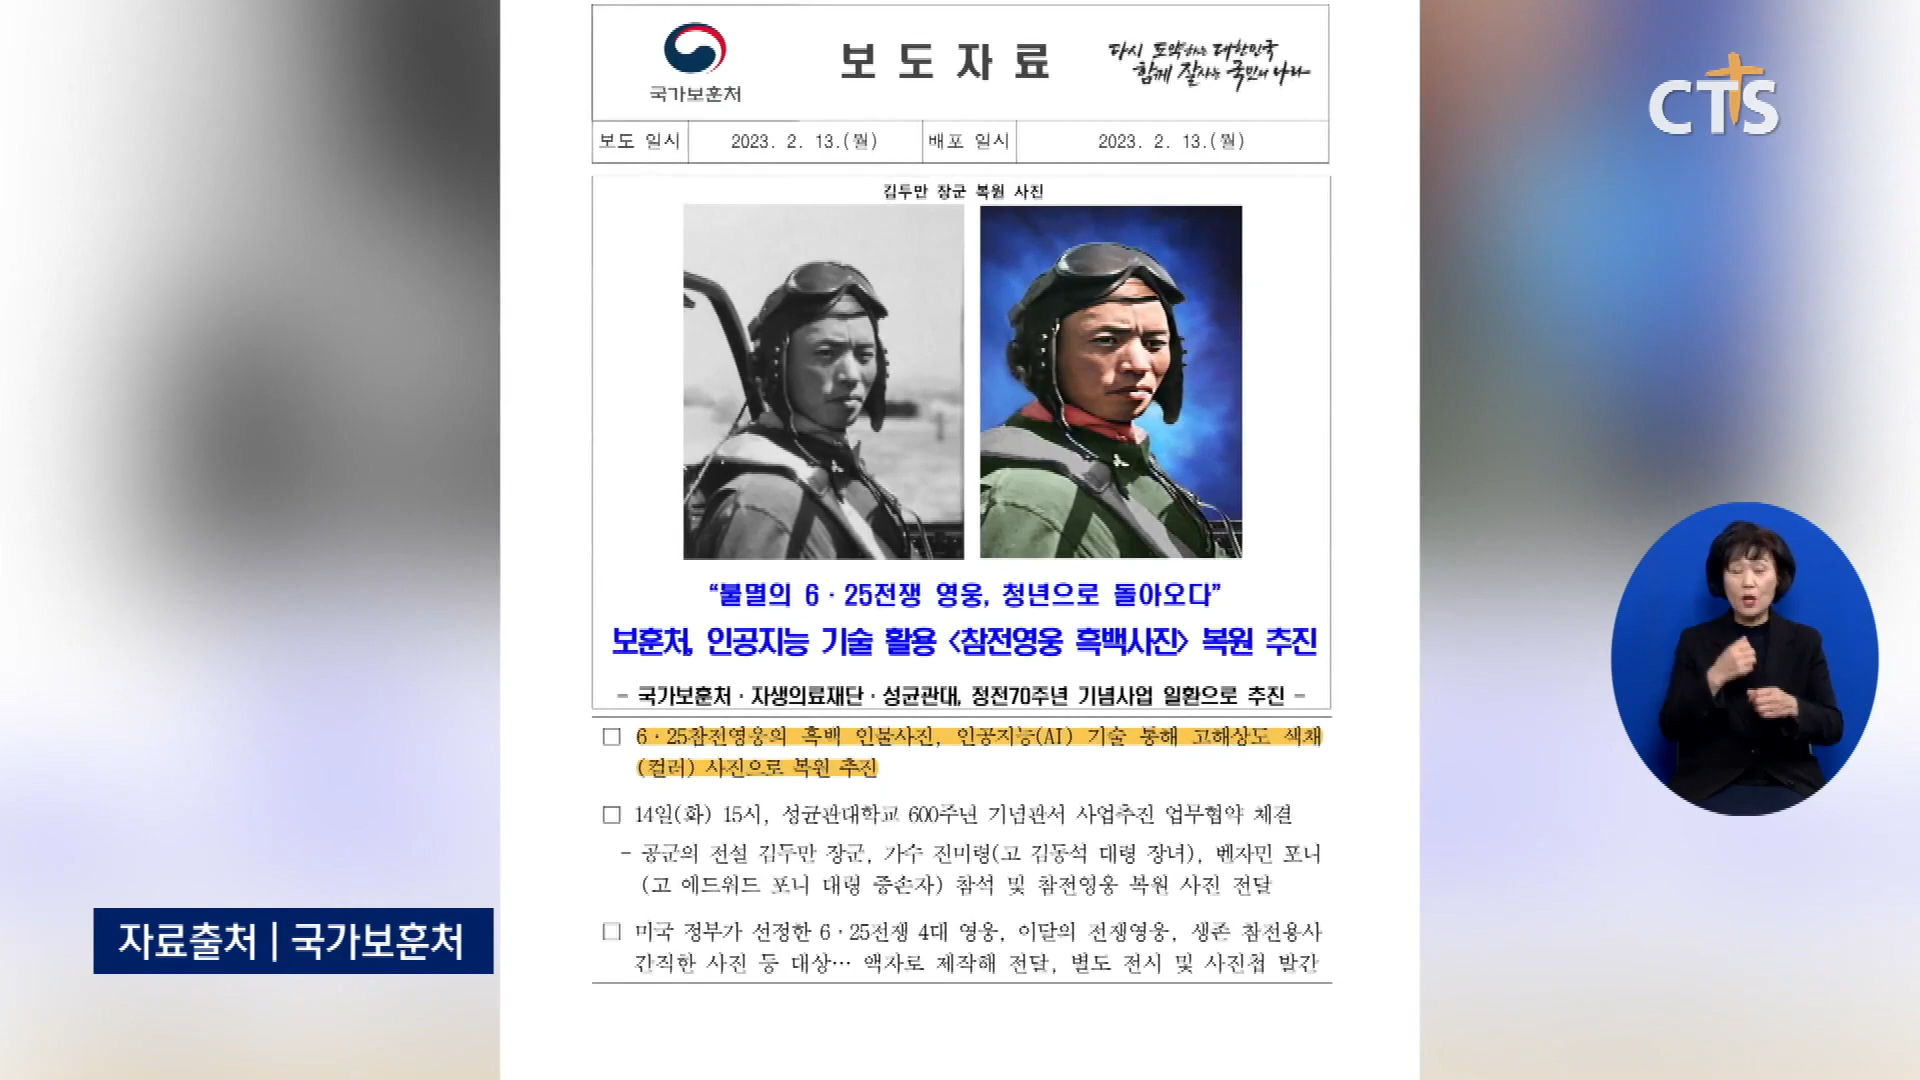 국가보훈처
보도자료
다시 도약하는 대한민국
함께 잘사는 국민의 나라
CTS
보도 일시 2023. 2. 13.(월) 배포 일시 2023. 2. 13.(월)
김두만 장군 복원 사진
“불멸의 6·25전쟁 영웅, 청년으로 돌아오다”
보훈처, 인공지능 기술 활용 <참전영웅 흑백사진> 복원 추진
- 국가보훈처·자생의료재단·성균관대, 정전70주년 기념사업 일환으로 추진 -
□ 6·25참전영웅의 흑백 인물사진, 인공지능(AI) 기술 통해 고해상도 색채
(컬러) 사진으로 복원 추진
□ 14일(화) 15시, 성균관대학교 600주년 기념관서 사업추진 업무협약 체결
- 공군의 전설 김두만 장군, 가수 진미령(고 김동석 대령 장녀), 벤자민 포니
(고 에드워드 포니 대령 증손자) 참석 및 참전영웅 복원 사진 전달
□ 미국 정부가 선정한 6·25전쟁 4대 영웅, 이달의 전쟁영웅, 생존 참전용사
간직한 사진 등 대상… 액자로 제작해 전달, 별도 전시 및 사진첩 발간
자료출처 | 국가보훈처